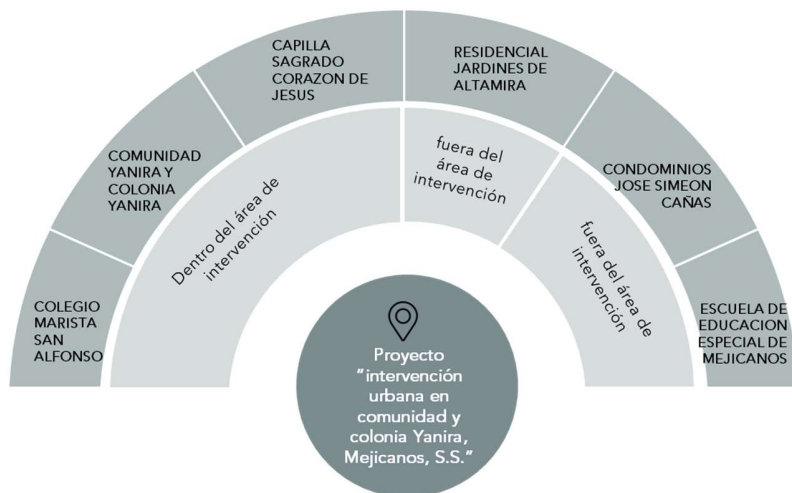 COLEGIO
MARISTA
SAN
ALFONSO
COMUNIDAD
YANIRA Y
COLONIA
YANIRA
CAPILLA
SAGRADO
CORAZON DE
JESUS
RESIDENCIAL
JARDINES DE
ALTAMIRA
CONDOMINIOS
JOSE SIMEON
CAÑAS
ESCUELA DE
EDUCACION
ESPECIAL DE
MEJICANOS
Dentro del área de
intervención
fuera del
área de
intervención
fuera del área de
intervención
Proyecto
"intervención
urbana en
comunidad y
colonia Yanira,
Mejicanos, S.S."